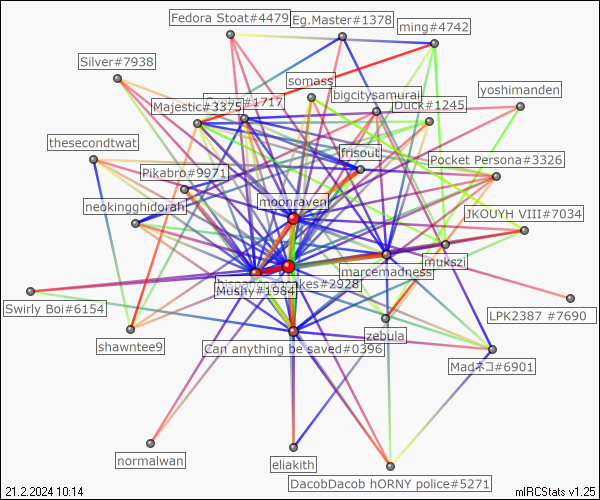 Fedora Stoat#4479
Eg.Master#1378
ming#4742
Silver#7938
somass
yoshimanden
bigcitysamurai
Majestic#3375
#1717
Duck#1245
thesecondtwat
frisout
Pocket Persona#3326
Pikabro#9971
moonraven
neokingghidorah
JKOUYH VIII#7034
mukszi
marcemadness
#2928
Mushy#1984
Swirly Boi#6154
LPK2387 #7690
shawntee9
zebula
Can anything be saved#0396
Madネコ#6901
normalwan
eliakith
DacobDacob hORNY police#5271
21.2.2024 10:14
mIRCStats v1.25